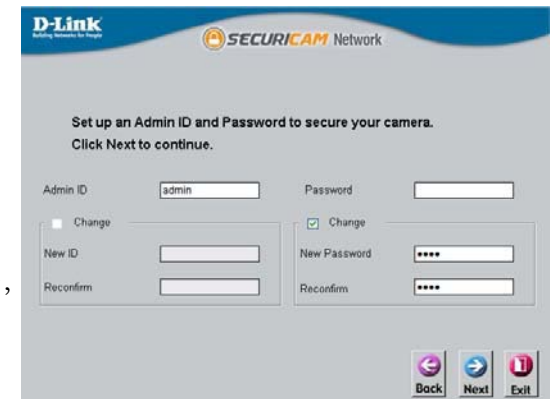 D-Link
Building Networks for People
SECURICAM Network
Set up an Admin ID and Password to secure your camera.
Click Next to continue.
Admin ID admin Password
Change Change
New ID New Password ••••
Reconfirm Reconfirm ••••
,
Back Next Exit